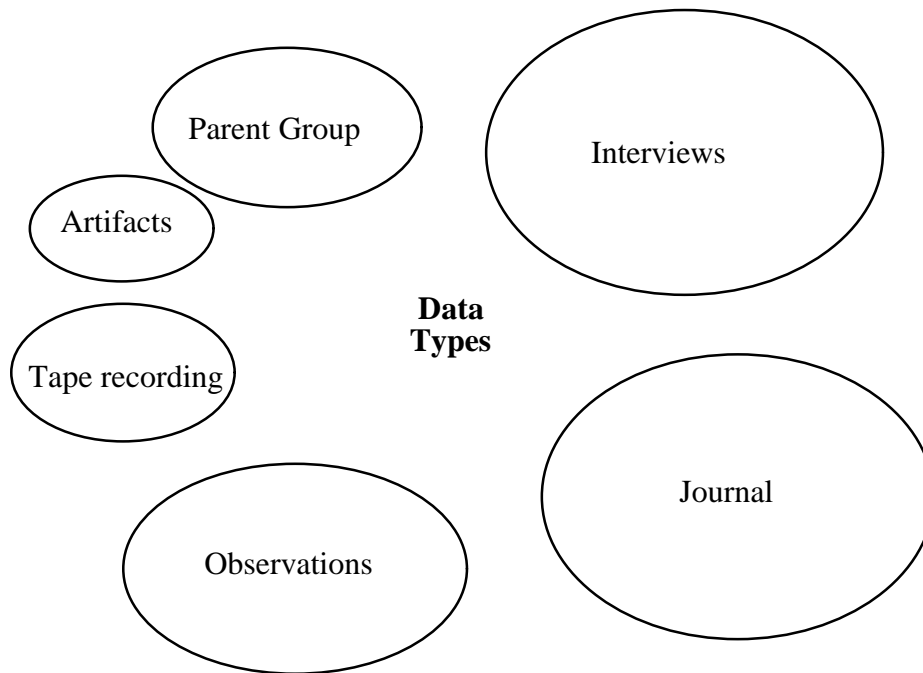 Parent Group
Interviews
Artifacts
Data
Types
Tape recording
Journal
Observations